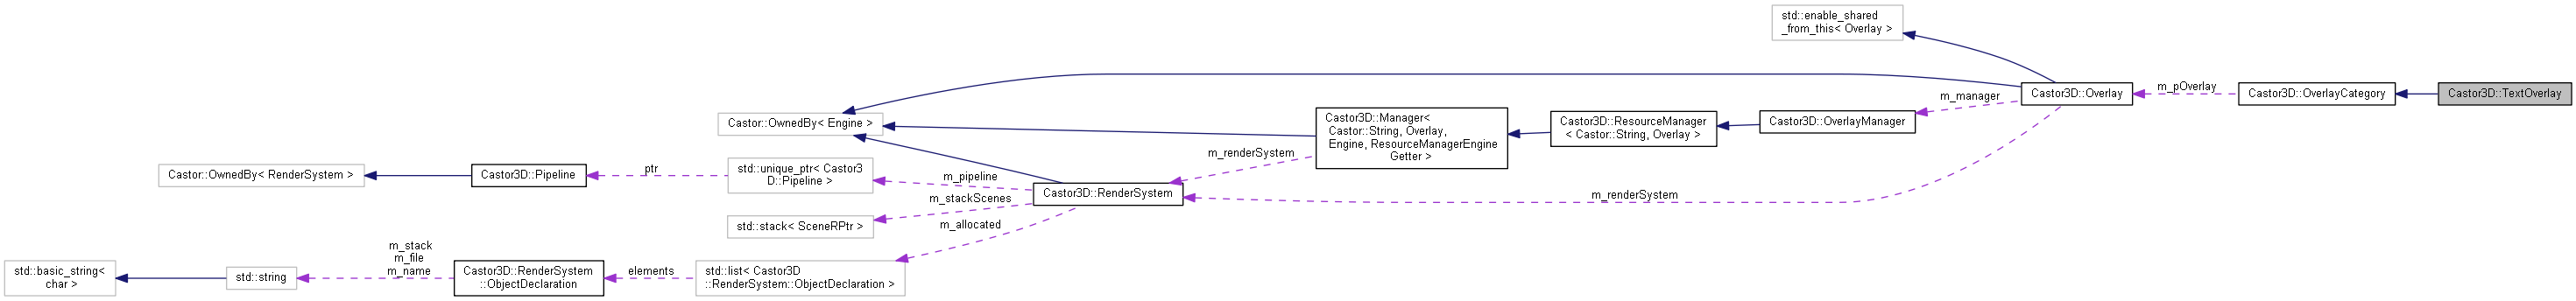 std::enable_shared
_from_this< Overlay >
m_pOverlay
Castor3D::Overlay
Castor3D::OverlayCategory
Castor3D::TextOverlay
m_manager
Castor::OwnedBy< Engine >
Castor3D::Manager<
Castor::String, Overlay,
Engine, ResourceManagerEngine
Getter >
Castor3D::ResourceManager
< Castor::String, Overlay >
Castor3D::OverlayManager
m_renderSystem
Castor::OwnedBy< RenderSystem >
Castor3D::Pipeline
ptr
std::unique_ptr< Castor3
D::Pipeline >
m_pipeline
Castor3D::RenderSystem
m_renderSystem
m_stackScenes
std::stack< SceneRPtr >
m_allocated
std::basic_string<
char >
std::string
m_stack
m_file
m_name
Castor3D::RenderSystem
::ObjectDeclaration
elements
std::list< Castor3D
::RenderSystem::ObjectDeclaration >